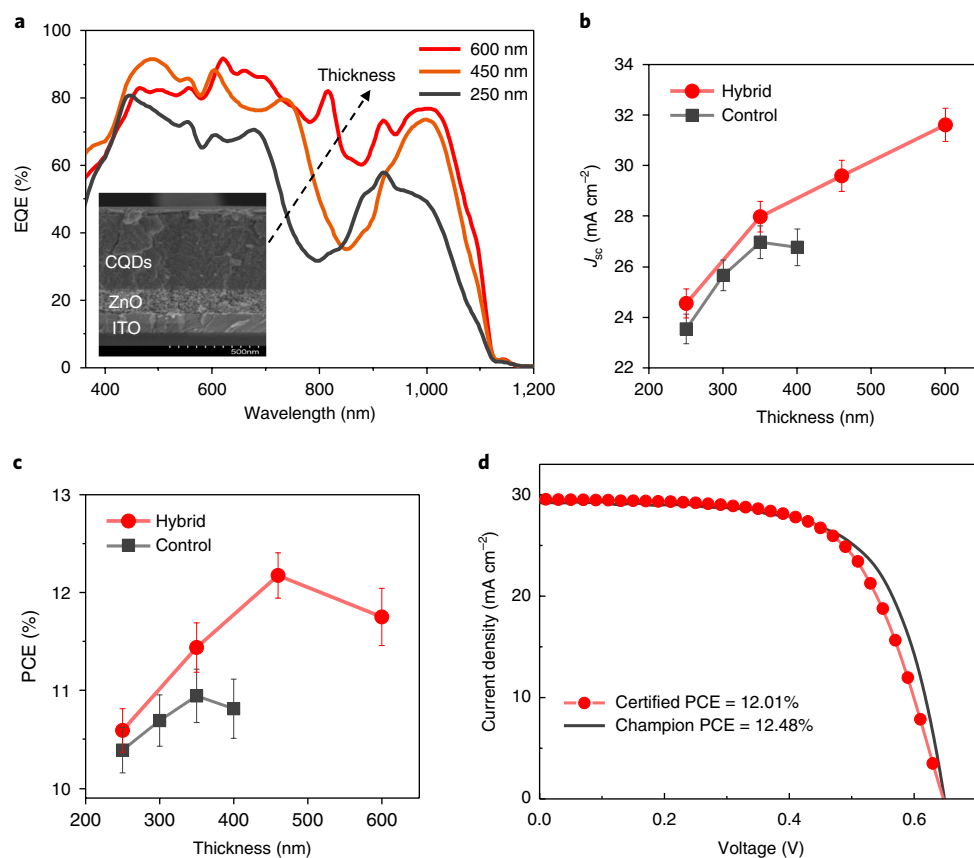 a
100
80
60
40
20
0
EQE (%)
400
600
800
1,000
1,200
Wavelength (nm)
600 nm
450 nm
250 nm
Thickness
CQDs
ZnO
ITO
500nm
b
34
32
30
28
26
24
22
Jsc (mA cm−2)
Hybrid
Control
200
300
400
500
600
Thickness (nm)
c
13
12
11
10
PCE (%)
Hybrid
Control
200
300
400
500
600
Thickness (nm)
d
30
20
10
0
Current density (mA cm−2)
Certified PCE = 12.01%
Champion PCE = 12.48%
0.0
0.2
0.4
0.6
Voltage (V)